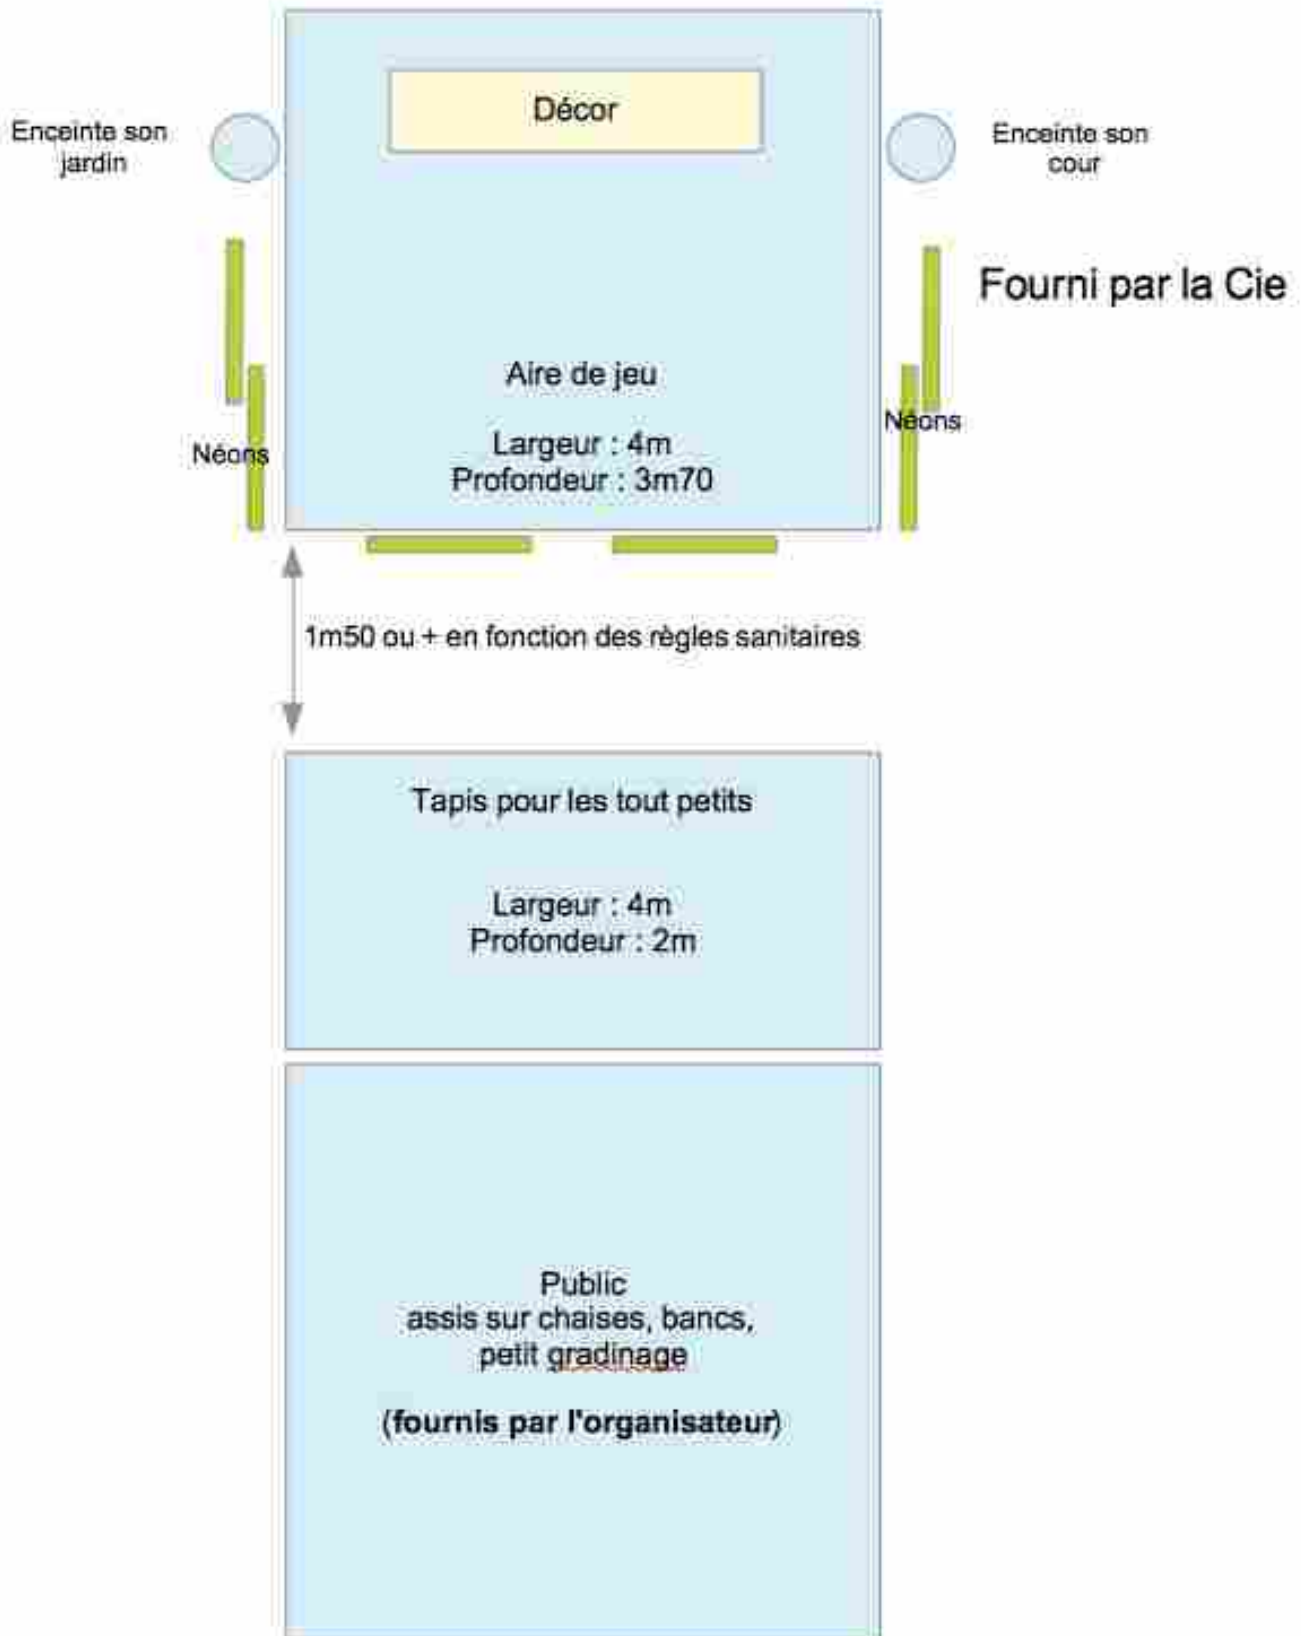 Décor
Enceinte son
jardin
Enceinte son
cour
Fourni par la Cie
Aire de jeu
Largeur : 4m
Profondeur : 3m70
Néons
Néons
1m50 ou + en fonction des règles sanitaires
Tapis pour les tout petits
Largeur : 4m
Profondeur : 2m
Public
assis sur chaises, bancs,
petit gradinage
(fournis par l'organisateur)